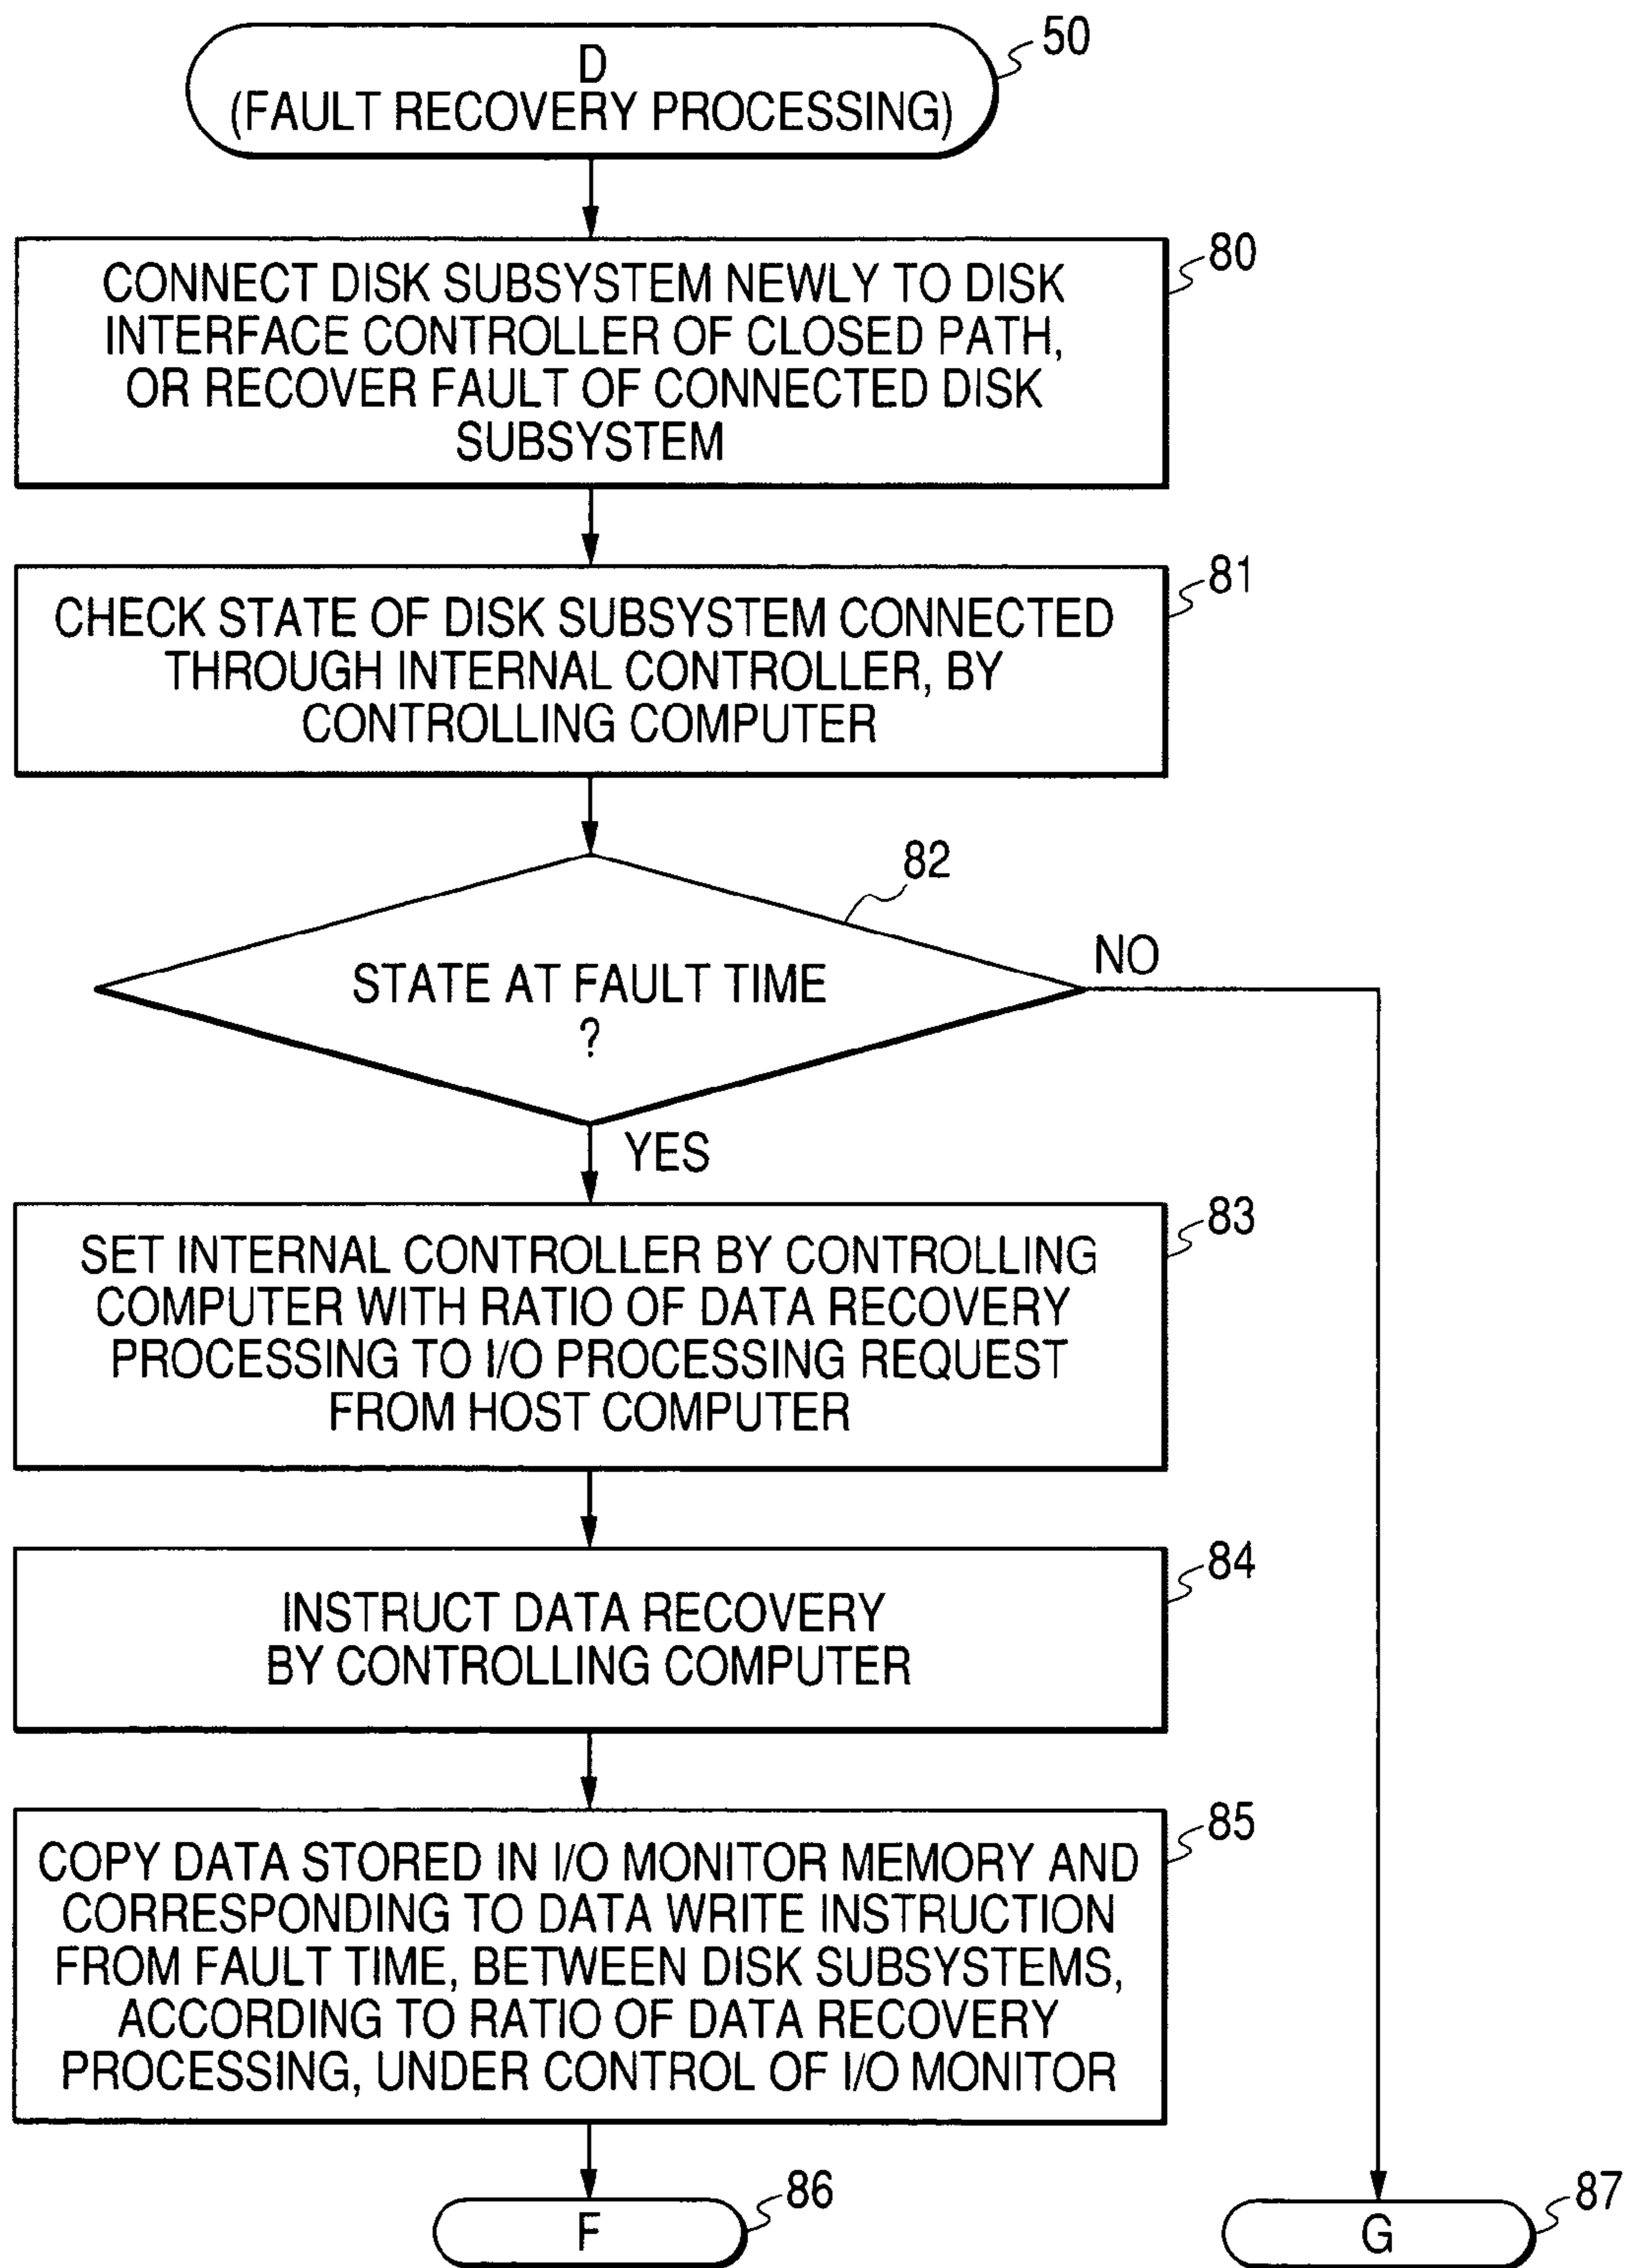 D
(FAULT RECOVERY PROCESSING)
50
CONNECT DISK SUBSYSTEM NEWLY TO DISK
INTERFACE CONTROLLER OF CLOSED PATH,
OR RECOVER FAULT OF CONNECTED DISK
SUBSYSTEM
80
CHECK STATE OF DISK SUBSYSTEM CONNECTED
THROUGH INTERNAL CONTROLLER, BY
CONTROLLING COMPUTER
81
82
STATE AT FAULT TIME
?
NO
YES
SET INTERNAL CONTROLLER BY CONTROLLING
COMPUTER WITH RATIO OF DATA RECOVERY
PROCESSING TO I/O PROCESSING REQUEST
FROM HOST COMPUTER
83
INSTRUCT DATA RECOVERY
BY CONTROLLING COMPUTER
84
COPY DATA STORED IN I/O MONITOR MEMORY AND
CORRESPONDING TO DATA WRITE INSTRUCTION
FROM FAULT TIME, BETWEEN DISK SUBSYSTEMS,
ACCORDING TO RATIO OF DATA RECOVERY
PROCESSING, UNDER CONTROL OF I/O MONITOR
85
F
86
G
87